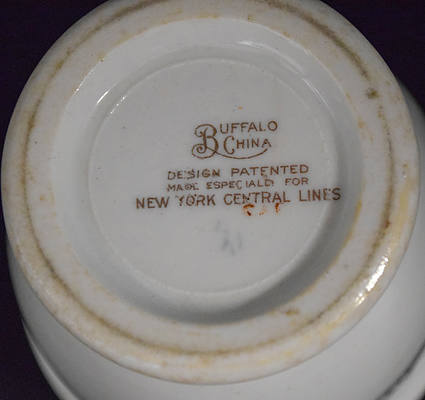 BUFFALO
CHINA
DESIGN PATENTED
MADE ESPECIALLY FOR
NEW YORK CENTRAL LINES